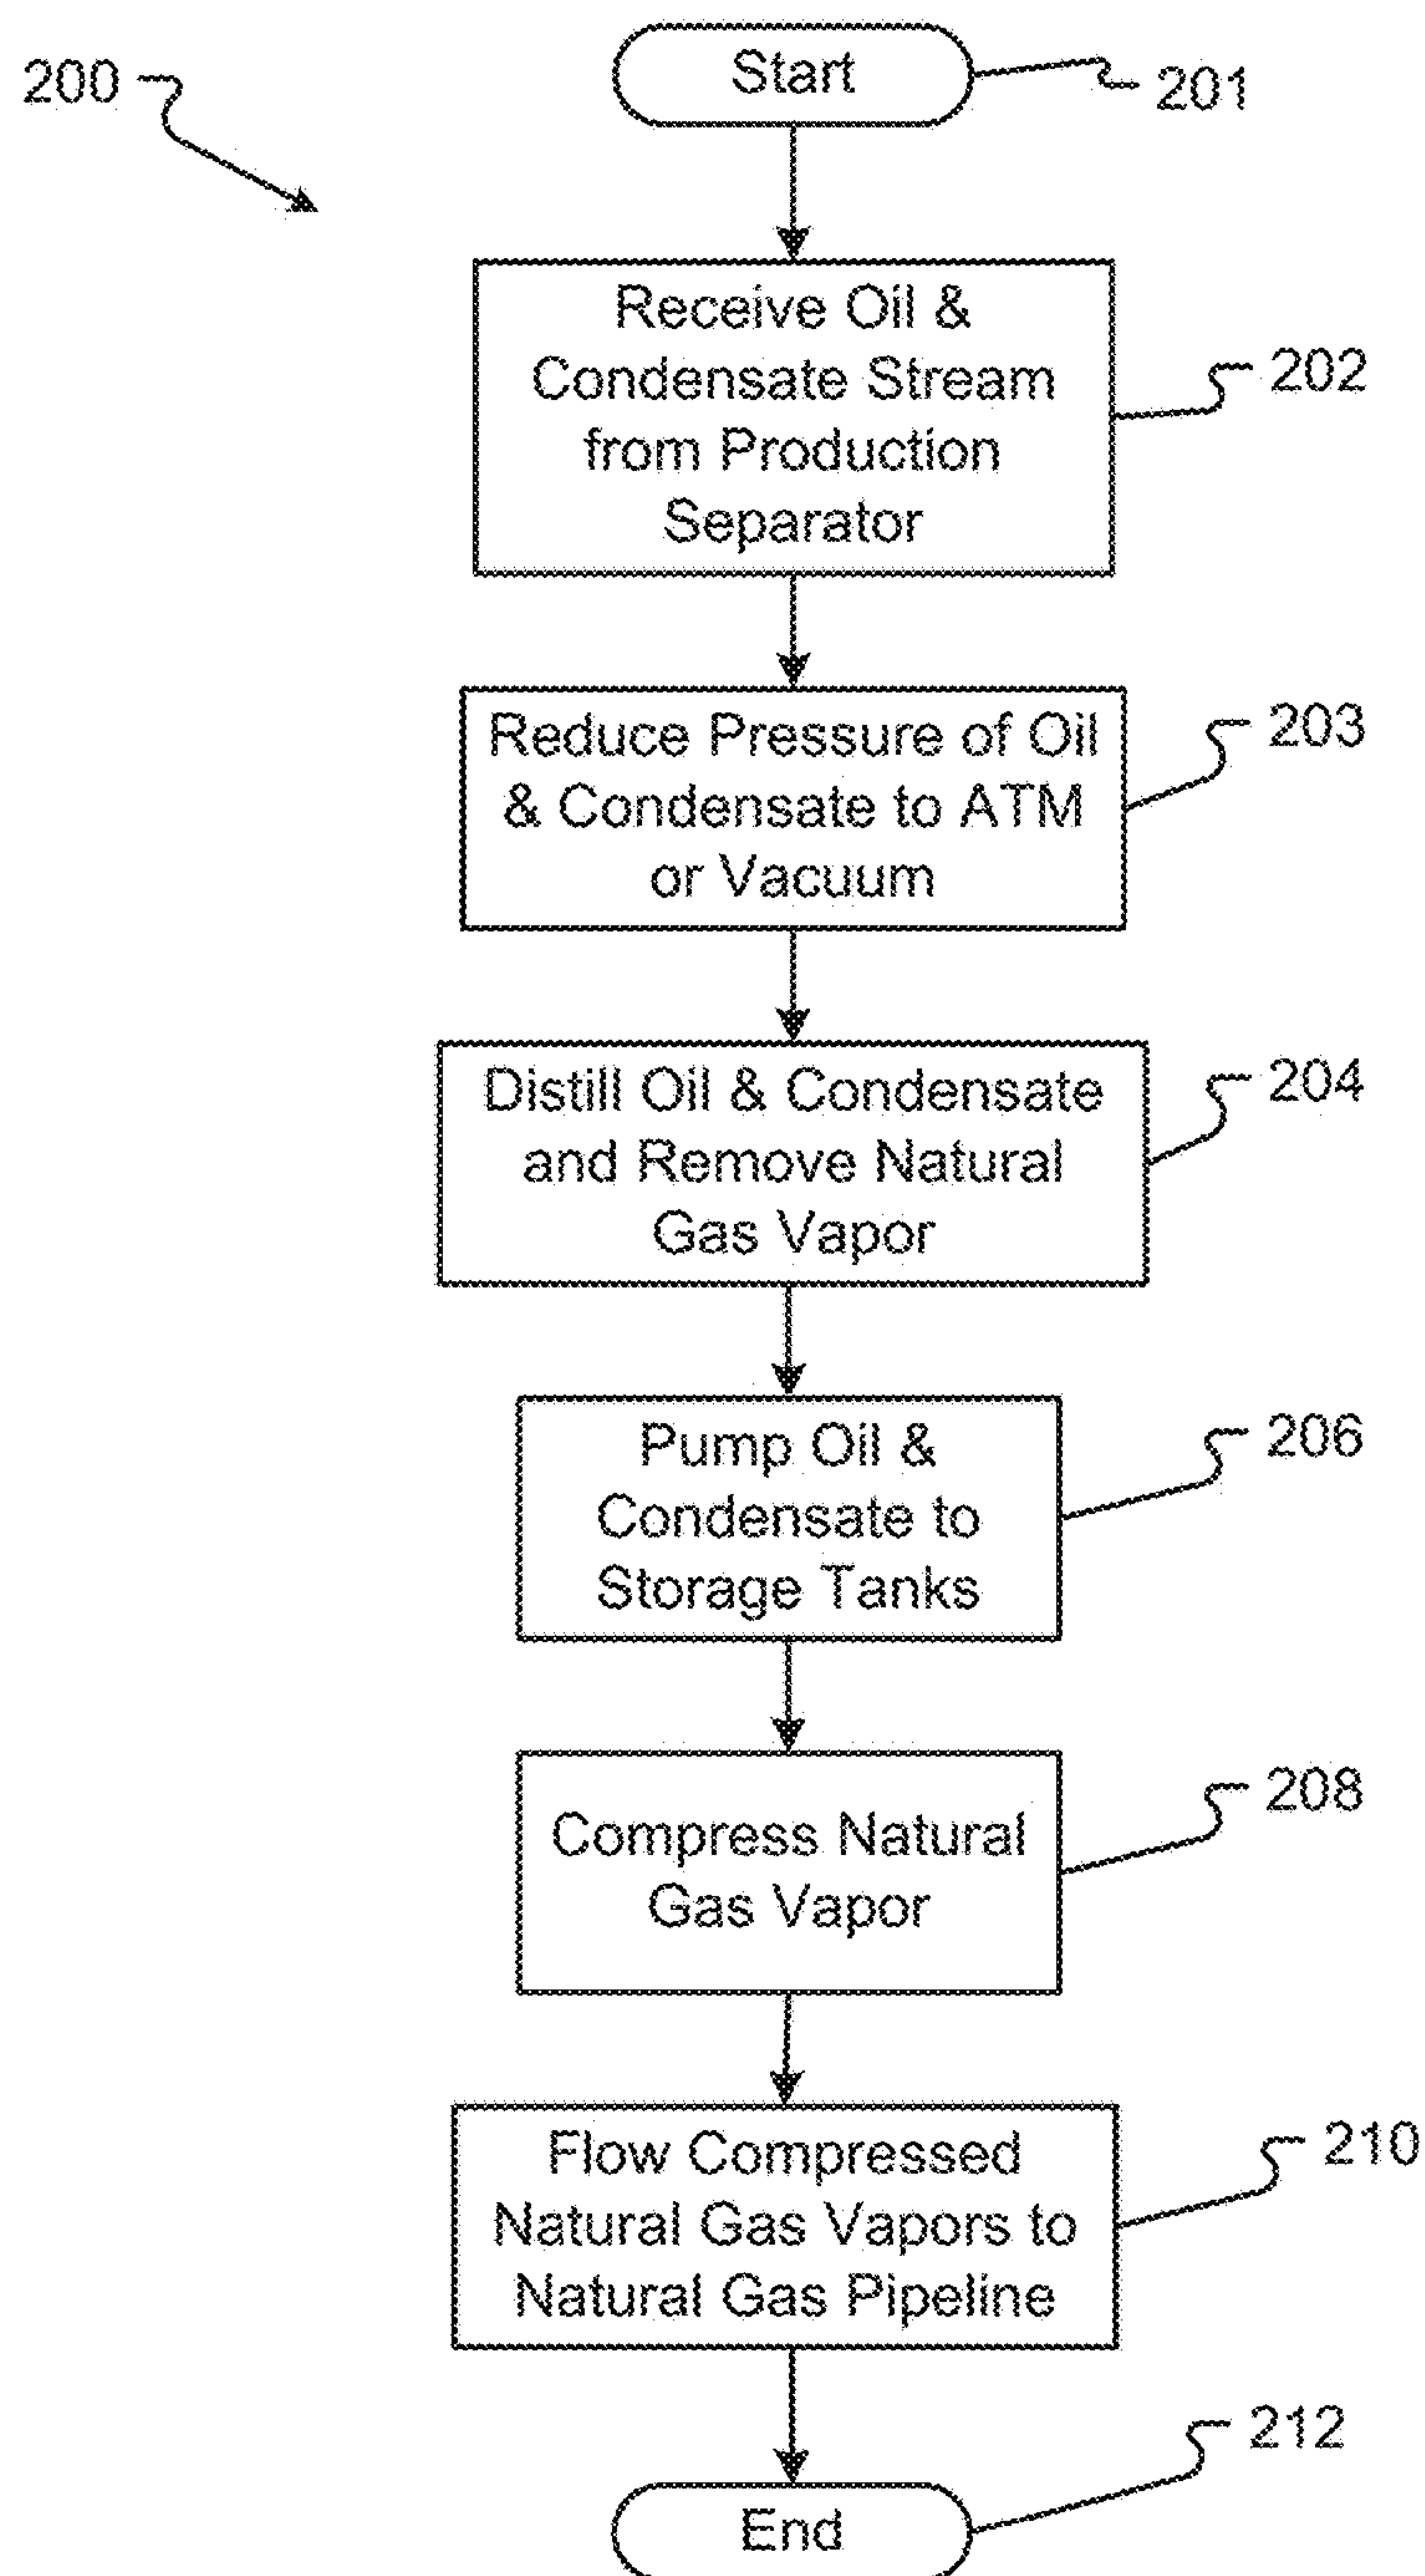 200
Start
201
Receive Oil &
Condensate Stream
from Production
Separator
202
Reduce Pressure of Oil
& Condensate to ATM
or Vacuum
203
Distill Oil & Condensate
and Remove Natural
Gas Vapor
204
Pump Oil &
Condensate to
Storage Tanks
206
Compress Natural
Gas Vapor
208
Flow Compressed
Natural Gas Vapors to
Natural Gas Pipeline
210
End
212